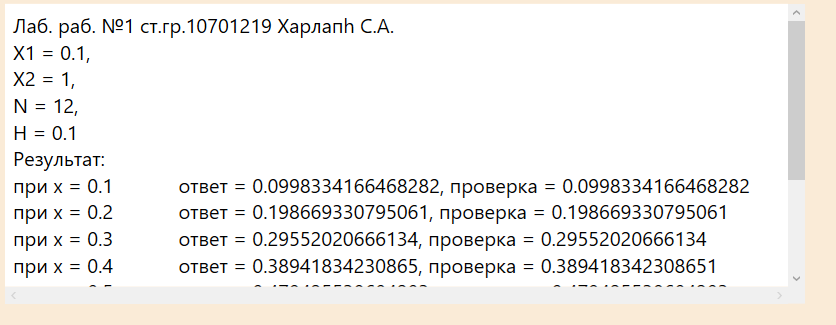 Лаб. раб. №1 ст.гр.10701219 Харлапh С.А.
X1 = 0.1,
X2 = 1,
N = 12,
H = 0.1
Результат:
при x = 0.1 ответ = 0.0998334166468282, проверка = 0.0998334166468282
при x = 0.2 ответ = 0.198669330795061, проверка = 0.198669330795061
при x = 0.3 ответ = 0.29552020666134, проверка = 0.29552020666134
при x = 0.4 ответ = 0.38941834230865, проверка = 0.389418342308651